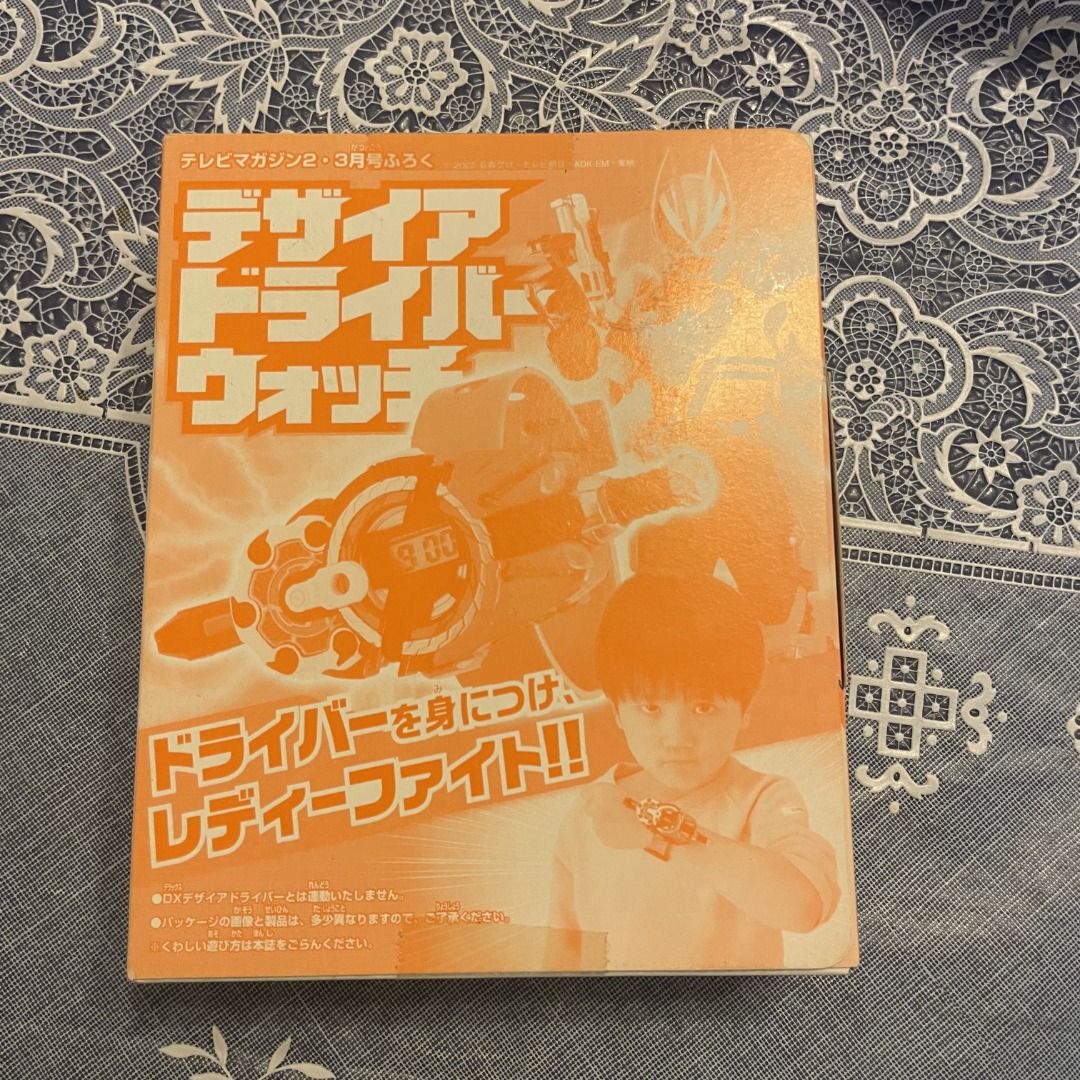 テレビマガジン2・3月号ふろく
デザイア
ドライバー
ウォッチ
9:00
ドライバーを身につけ、
レディーファイト!!
●DXデザイアドライバーとは連動いたしません。
●パッケージの画像と製品は、多少異なりますので、ご了承ください。
※くわしい遊び方は本誌をごらんください。